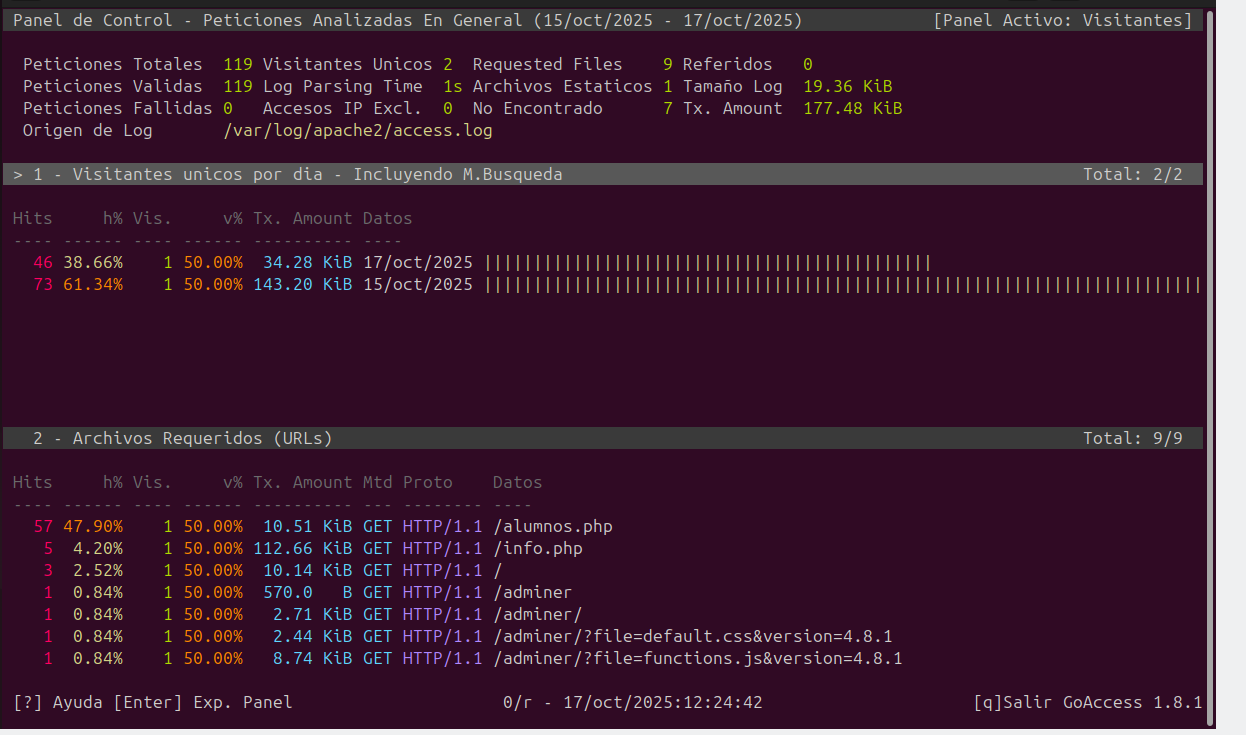 Panel de Control - Peticiones Analizadas En General (15/oct/2025 - 17/oct/2025) [Panel Activo: Visitantes]
Peticiones Totales 119 Visitantes Unicos 2 Requested Files 9 Referidos 0
Peticiones Validas 119 Log Parsing Time 1s Archivos Estaticos 1 Tamaño Log 19.36 KiB
Peticiones Fallidas 0 Accesos IP Excl. 0 No Encontrado 7 Tx. Amount 177.48 KiB
Origen de Log /var/log/apache2/access.log
> 1 - Visitantes unicos por dia - Incluyendo M.Busqueda Total: 2/2
Hits h% Vis. v% Tx. Amount Datos
---- ------ ---- ------ ---------- ----
46 38.66% 1 50.00% 34.28 KiB 17/oct/2025 |||||||||||||||||||||||||||||||||||||||||||||
73 61.34% 1 50.00% 143.20 KiB 15/oct/2025 ||||||||||||||||||||||||||||||||||||||||||||||||||||||||||||||||||||||||
2 - Archivos Requeridos (URLs) Total: 9/9
Hits h% Vis. v% Tx. Amount Mtd Proto Datos
---- ------ ---- ------ ---------- --- -------- ----
57 47.90% 1 50.00% 10.51 KiB GET HTTP/1.1 /alumnos.php
5 4.20% 1 50.00% 112.66 KiB GET HTTP/1.1 /info.php
3 2.52% 1 50.00% 10.14 KiB GET HTTP/1.1 /
1 0.84% 1 50.00% 570.0 B GET HTTP/1.1 /adminer
1 0.84% 1 50.00% 2.71 KiB GET HTTP/1.1 /adminer/
1 0.84% 1 50.00% 2.44 KiB GET HTTP/1.1 /adminer/?file=default.css&version=4.8.1
1 0.84% 1 50.00% 8.74 KiB GET HTTP/1.1 /adminer/?file=functions.js&version=4.8.1
[?] Ayuda [Enter] Exp. Panel 0/r - 17/oct/2025:12:24:42 [q]Salir GoAccess 1.8.1